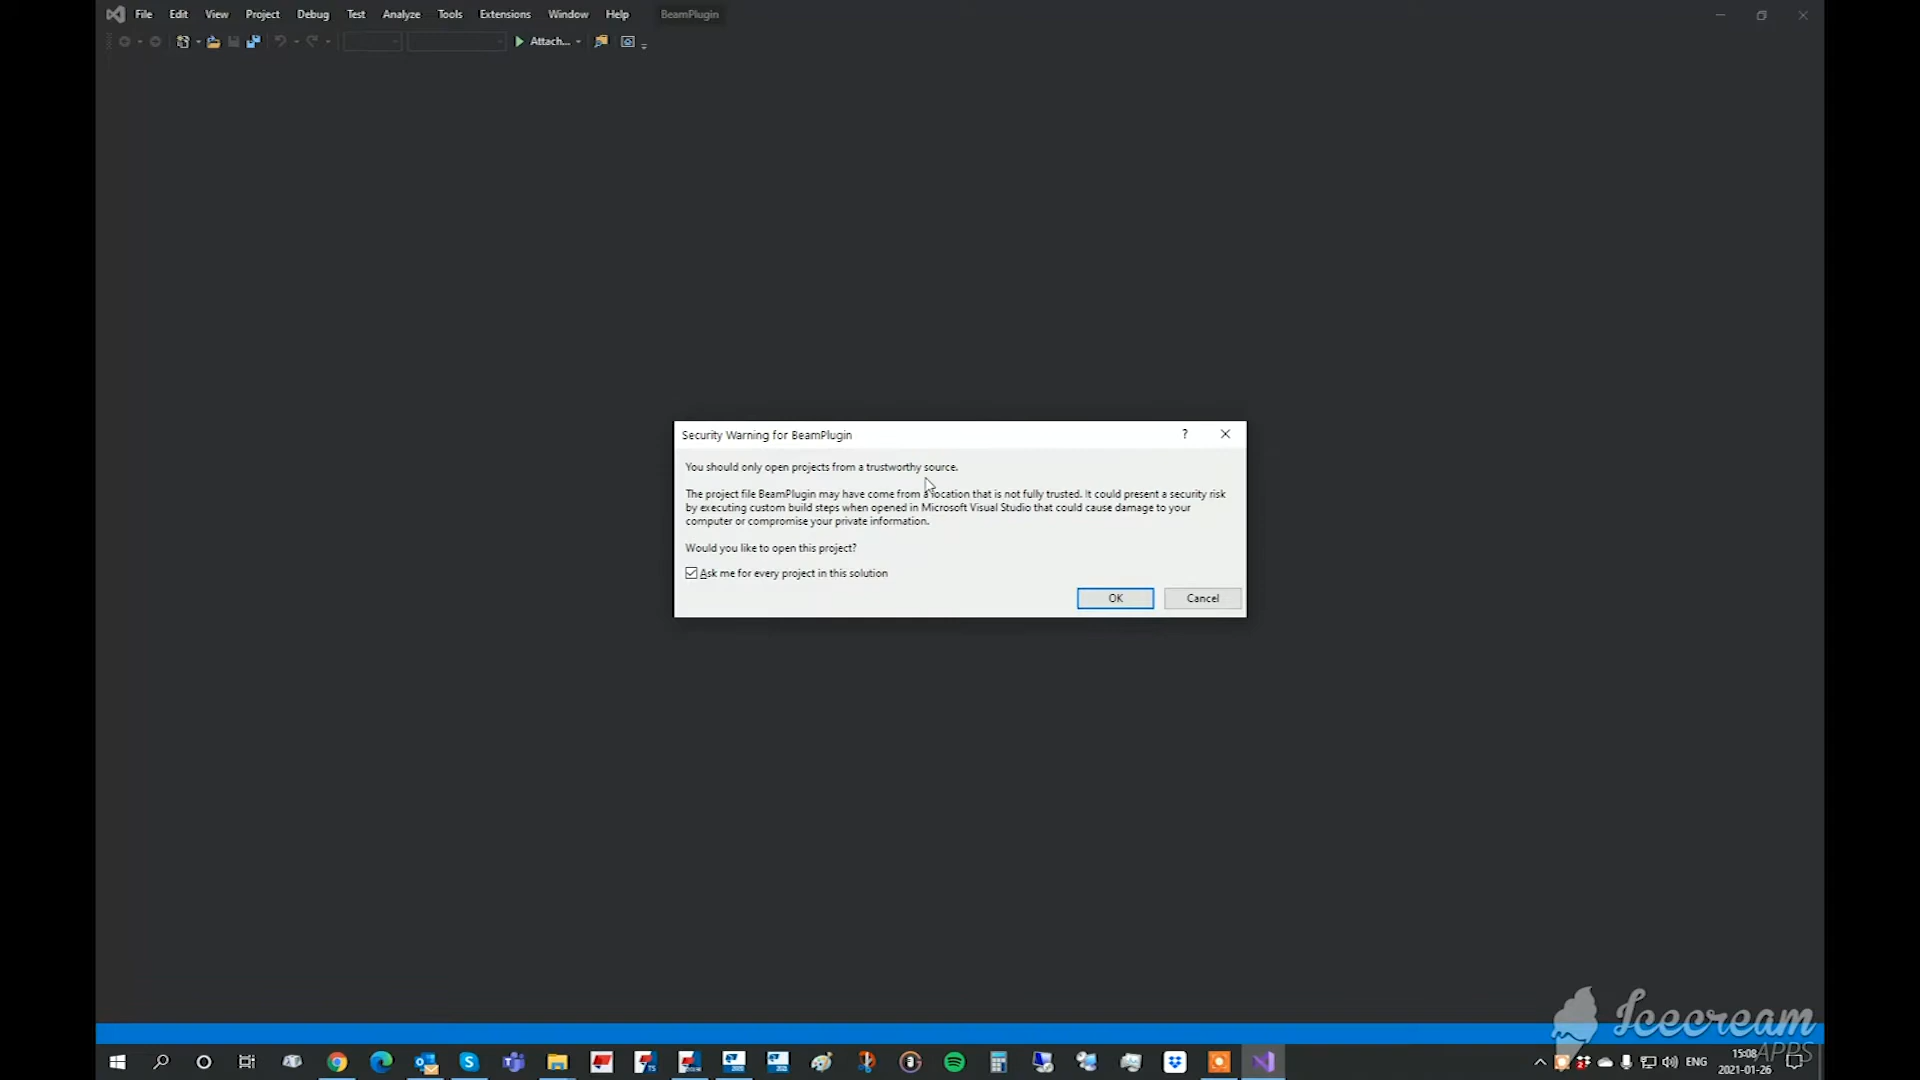 File Edit View Project Debug Test Analyze Tools Extensions Window Help BeamPlugin
Attach...
Security Warning for BeamPlugin
You should only open projects from a trustworthy source.
The project file BeamPlugin may have come from a location that is not fully trusted. It could present a security risk
by executing custom build steps when opened in Microsoft Visual Studio that could cause damage to your
computer or compromise your private information.
Would you like to open this project?
Ask me for every project in this solution
OK Cancel
Icecream
APPS
ENG
15:08
2021-01-26